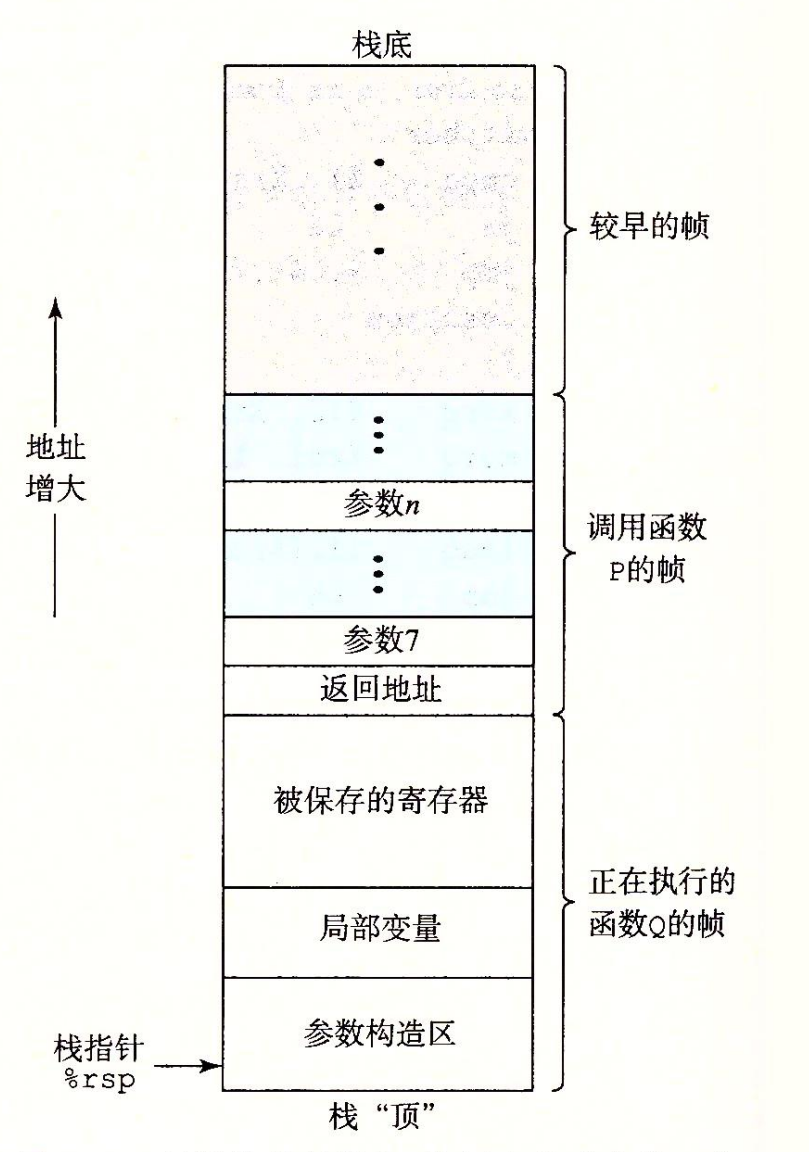 栈底
较早的帧
地址
增大
参数n
调用函数
P的帧
参数7
返回地址
被保存的寄存器
正在执行的
函数Q的帧
局部变量
参数构造区
栈指针
%rsp
栈“顶”